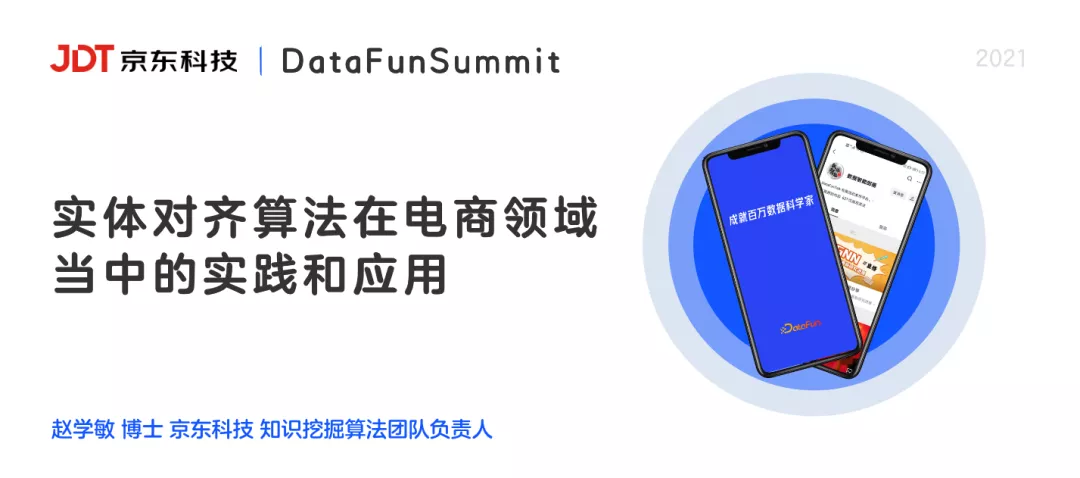 JDT 京东科技 | DataFunSummit
2021
实体对齐算法在电商领域
当中的实践和应用
成就百万数据科学家
DataFun
赵学敏 博士 京东科技 知识挖掘算法团队负责人